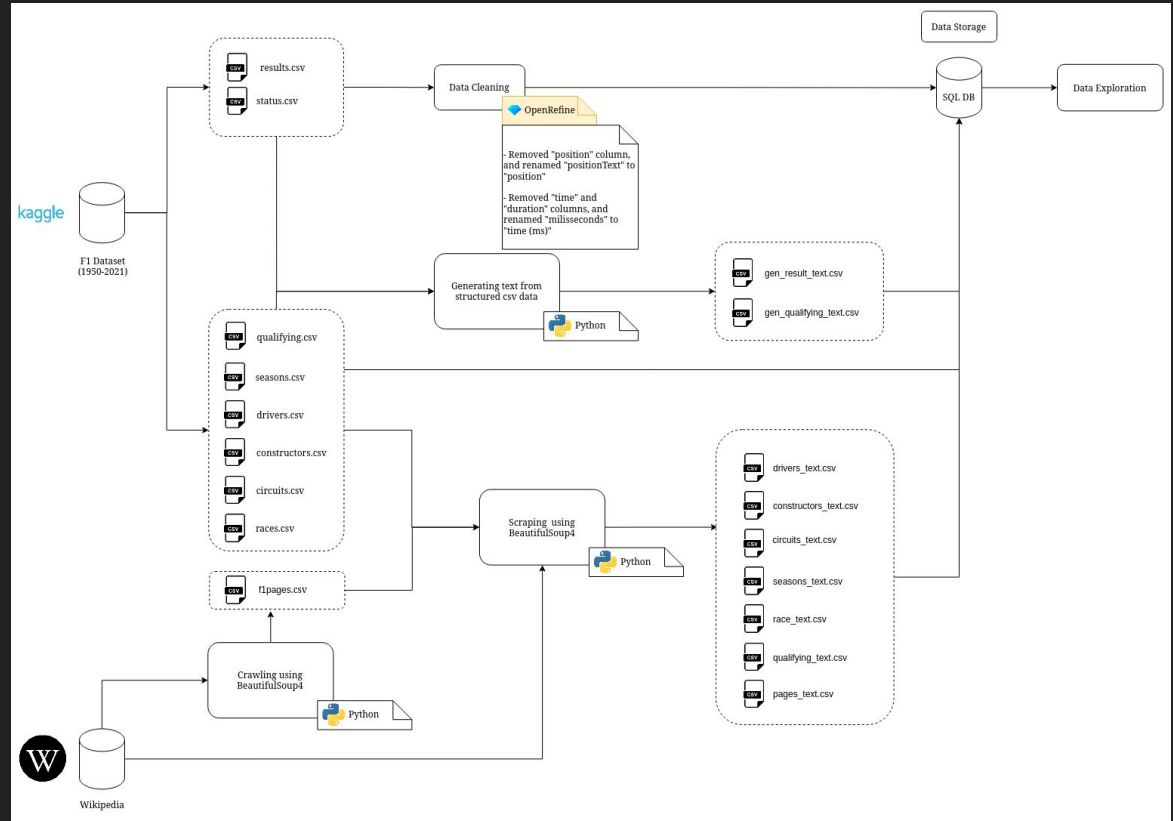 Data Storage
results.csv
status.csv
Data Cleaning
SQL DB
Data Exploration
OpenRefine
- Removed "position" column,
and renamed "positionText" to
"position"
- Removed "time" and
"duration" columns, and
renamed "milisseconds" to
"time (ms)"
kaggle
F1 Dataset
(1950-2021)
Generating text from
structured csv data
Python
gen_result_text.csv
gen_qualifying_text.csv
qualifying.csv
seasons.csv
drivers.csv
constructors.csv
circuits.csv
races.csv
f1pages.csv
Scraping using
BeautifulSoup4
Python
drivers_text.csv
constructors_text.csv
circuits_text.csv
seasons_text.csv
race_text.csv
qualifying_text.csv
pages_text.csv
Crawling using
BeautifulSoup4
Python
W
Wikipedia